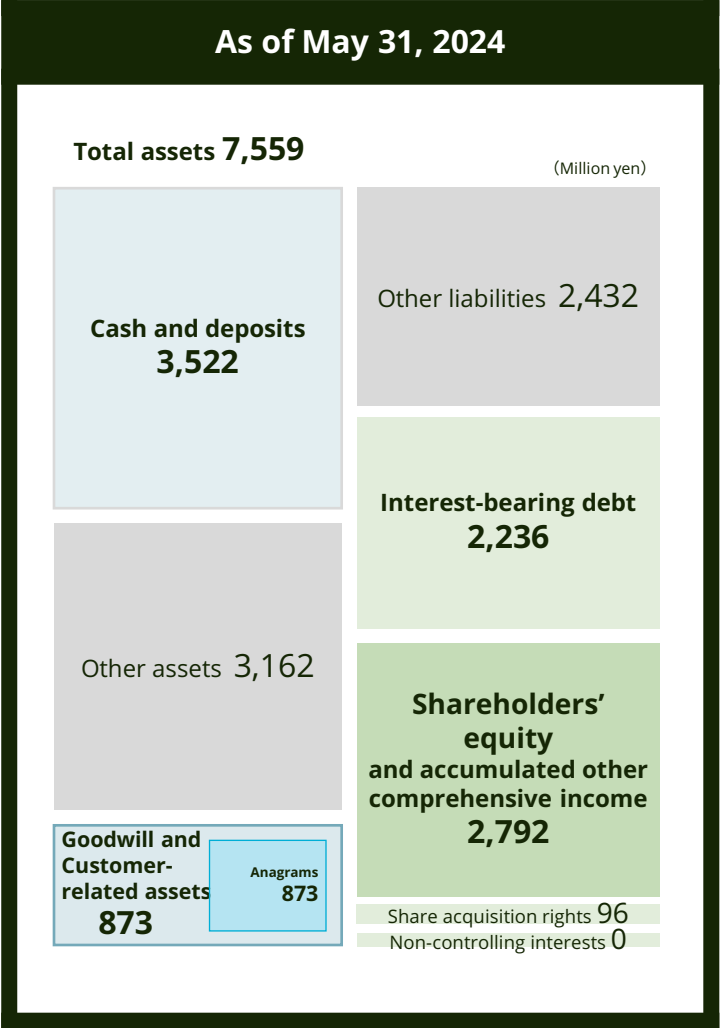 As of May 31, 2024
Total assets 7,559
（Million yen）
Cash and deposits
3,522
Other assets 3,162
Goodwill and
Customer-
related assets
873
Anagrams
873
Other liabilities 2,432
Interest-bearing debt
2,236
Shareholders’
equity
and accumulated other
comprehensive income
2,792
Share acquisition rights 96
Non-controlling interests 0